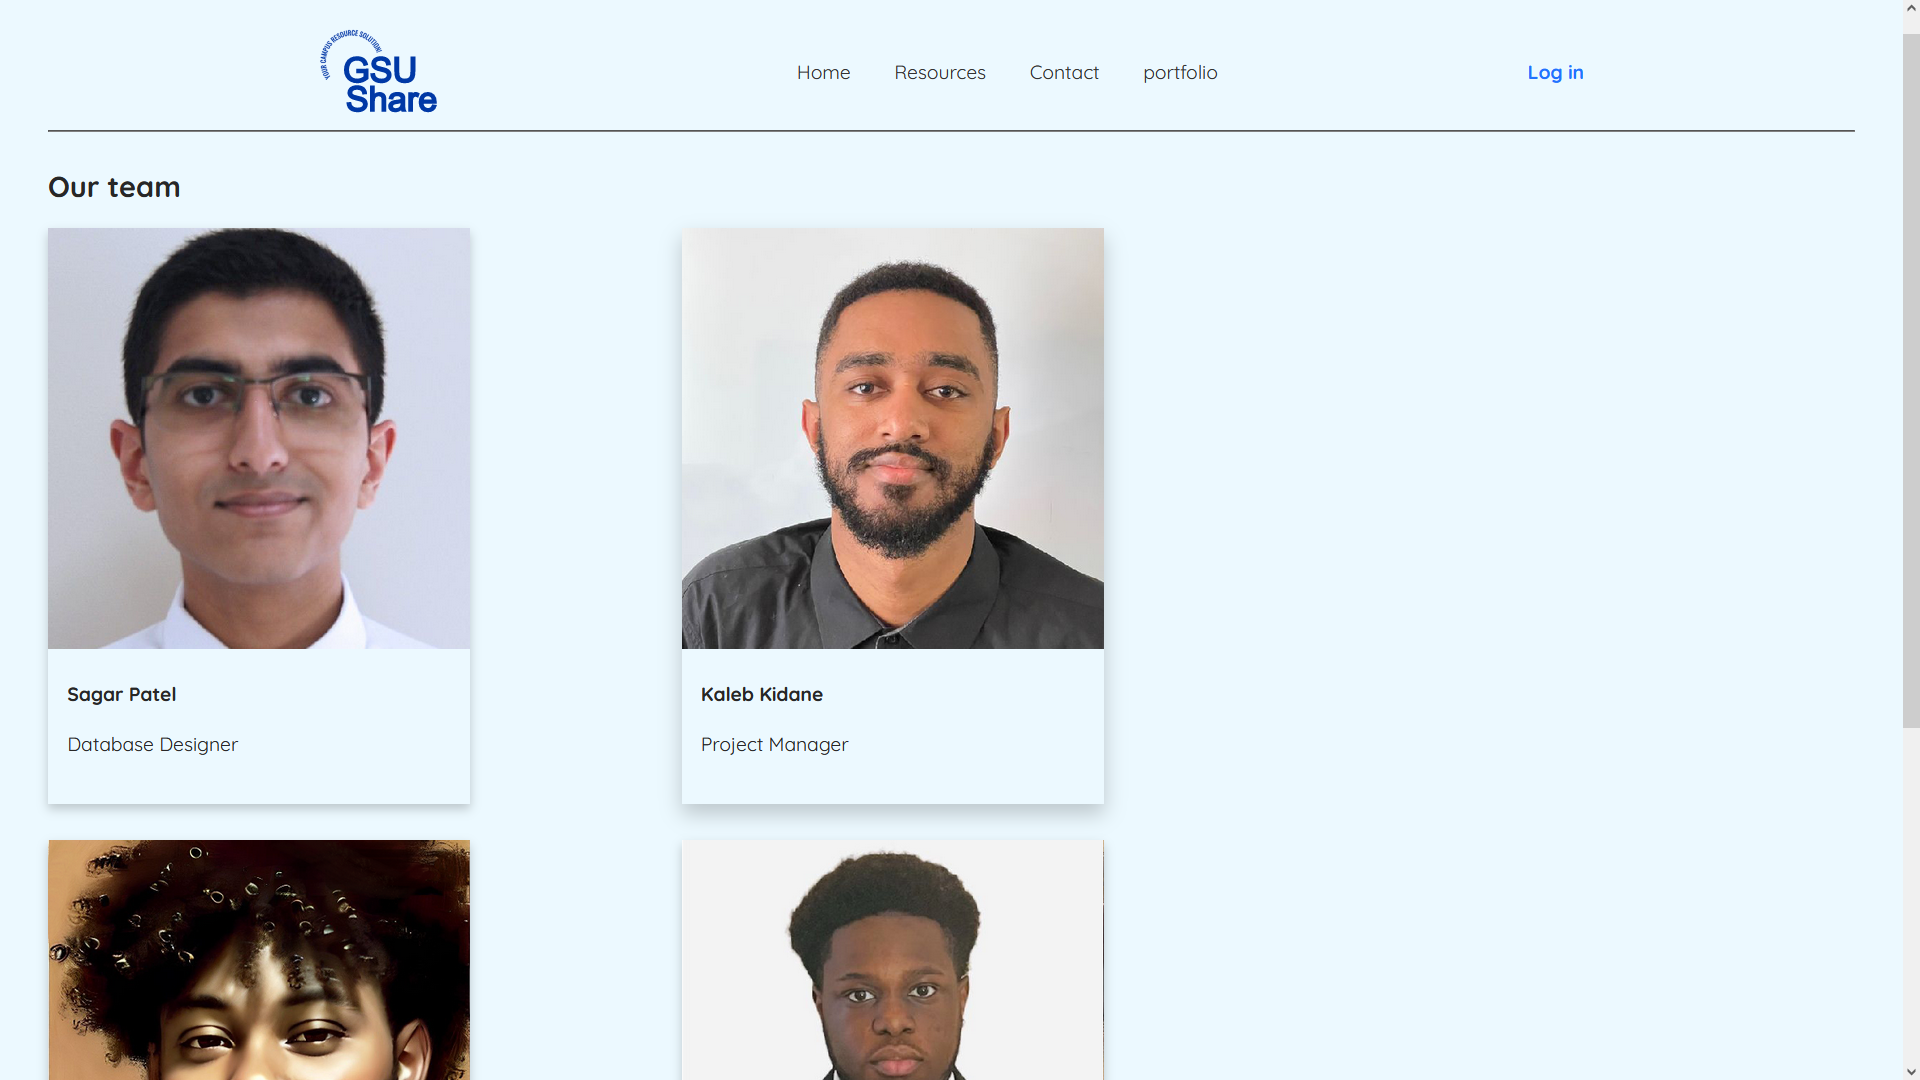 YOUR CAMPUS RESOURCE SOLUTION!
GSU
Share
Home
Resources
Contact
portfolio
Log in
Our team
Sagar Patel
Database Designer
Kaleb Kidane
Project Manager